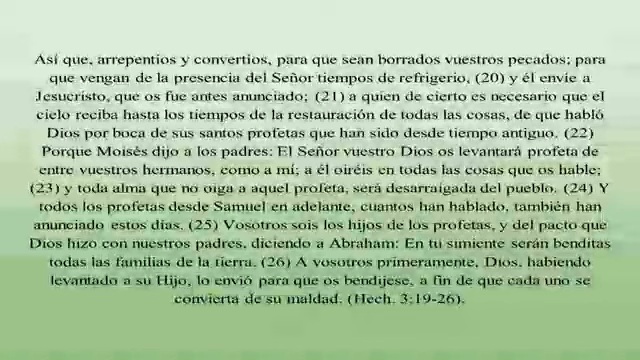 Así que, arrepentios y convertios, para que sean borrados vuestros pecados; para
que vengan de la presencia del Señor tiempos de refrigerio, (20) y él envíe a
Jesucristo, que os fue antes anunciado; (21) a quien de cierto es necesario que el
cielo reciba hasta los tiempos de la restauración de todas las cosas, de que habló
Dios por boca de sus santos profetas que han sido desde tiempo antiguo. (22)
Porque Moisés dijo a los padres: El Señor vuestro Dios os levantará profeta de
entre vuestros hermanos, como a mí; a él oiréis en todas las cosas que os hable;
(23) y toda alma que no oiga a aquel profeta, será desarraigada del pueblo. (24) Y
todos los profetas desde Samuel en adelante, cuantos han hablado, también han
anunciado estos días. (25) Vosotros sois los hijos de los profetas, y del pacto que
Dios hizo con nuestros padres, diciendo a Abraham: En tu simiente serán benditas
todas las familias de la tierra. (26) A vosotros primeramente, Dios, habiendo
levantado a su Hijo, lo envió para que os bendijese, a fin de que cada uno se
convierta de su maldad. (Hech. 3:19-26).